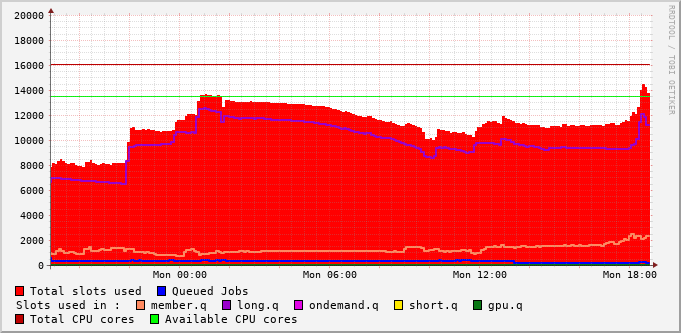 20000
18000
16000
14000
12000
10000
8000
6000
4000
2000
0
Mon 00:00 Mon 06:00 Mon 12:00 Mon 18:00
Total slots used Queued Jobs
Slots used in : member.q long.q ondemand.q short.q gpu.q
Total CPU cores Available CPU cores
RRDTOOL / TOBI OETIKER